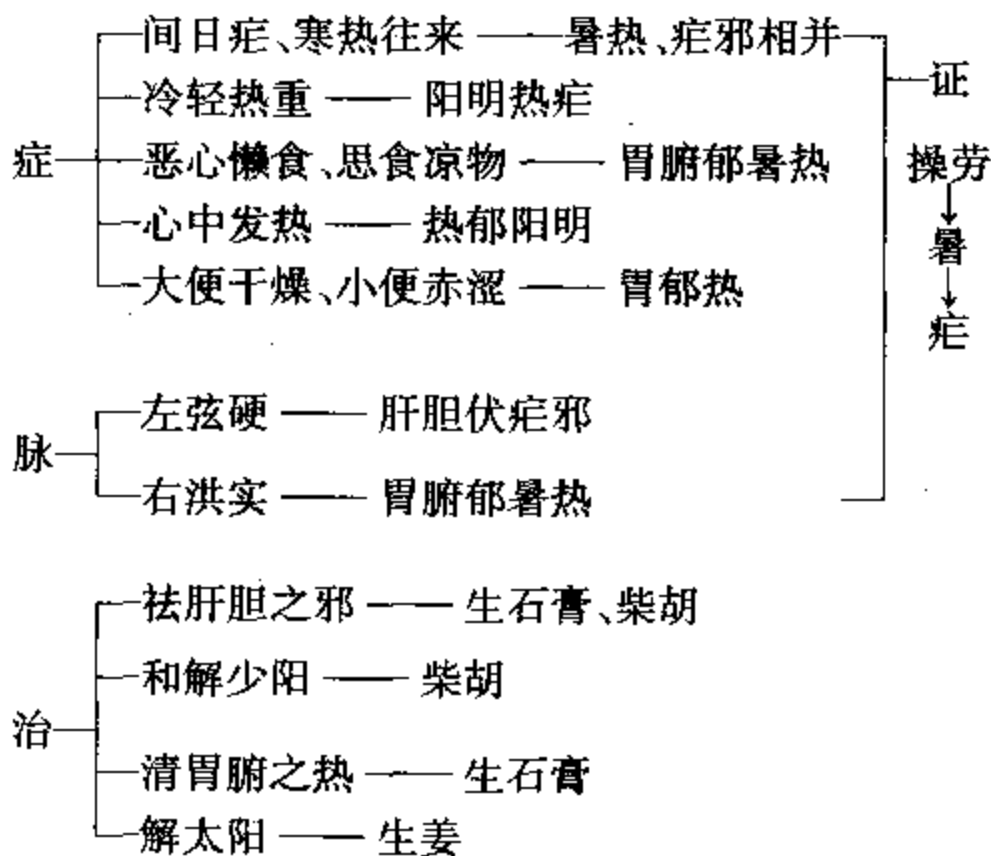 间日疟、寒热往来——暑热、疟邪相并
冷轻热重——阳明热疟
恶心懒食、思食凉物——胃腑郁暑热
心中发热——热郁阳明
大便干燥、小便赤涩——胃郁热
症
证
操劳
暑
疟
左弦硬——肝胆伏疟邪
右洪实——胃腑郁暑热
脉
祛肝胆之邪——生石膏、柴胡
和解少阳——柴胡
清胃腑之热——生石膏
解太阳——生姜
治